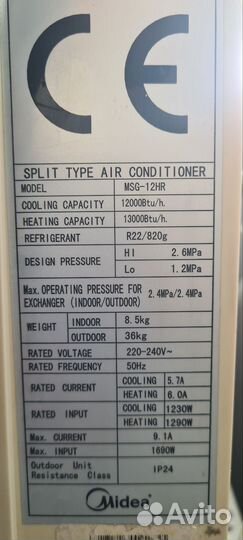 CE
SPLIT TYPE AIR CONDITIONER
MODEL MSG-12HR
COOLING CAPACITY 12000Btu/h.
HEATING CAPACITY 13000Btu/h.
REFRIGERANT R22/820g
DESIGN PRESSURE HI 2.6MPa
Lo 1.2MPa
Max. OPERATING PRESSURE FOR
EXCHANGER (INDOOR/OUTDOOR) 2.4MPa/2.4MPa
WEIGHT INDOOR 8.5kg
OUTDOOR 36kg
RATED VOLTAGE 220-240V~
RATED FREQUENCY 50Hz
RATED CURRENT COOLING 5.7A
HEATING 6.0A
RATED INPUT COOLING 1230W
HEATING 1290W
Max. CURRENT 9.1A
Max. INPUT 1690W
Outdoor Unit
Resistance Class IP24
Midea
Avito